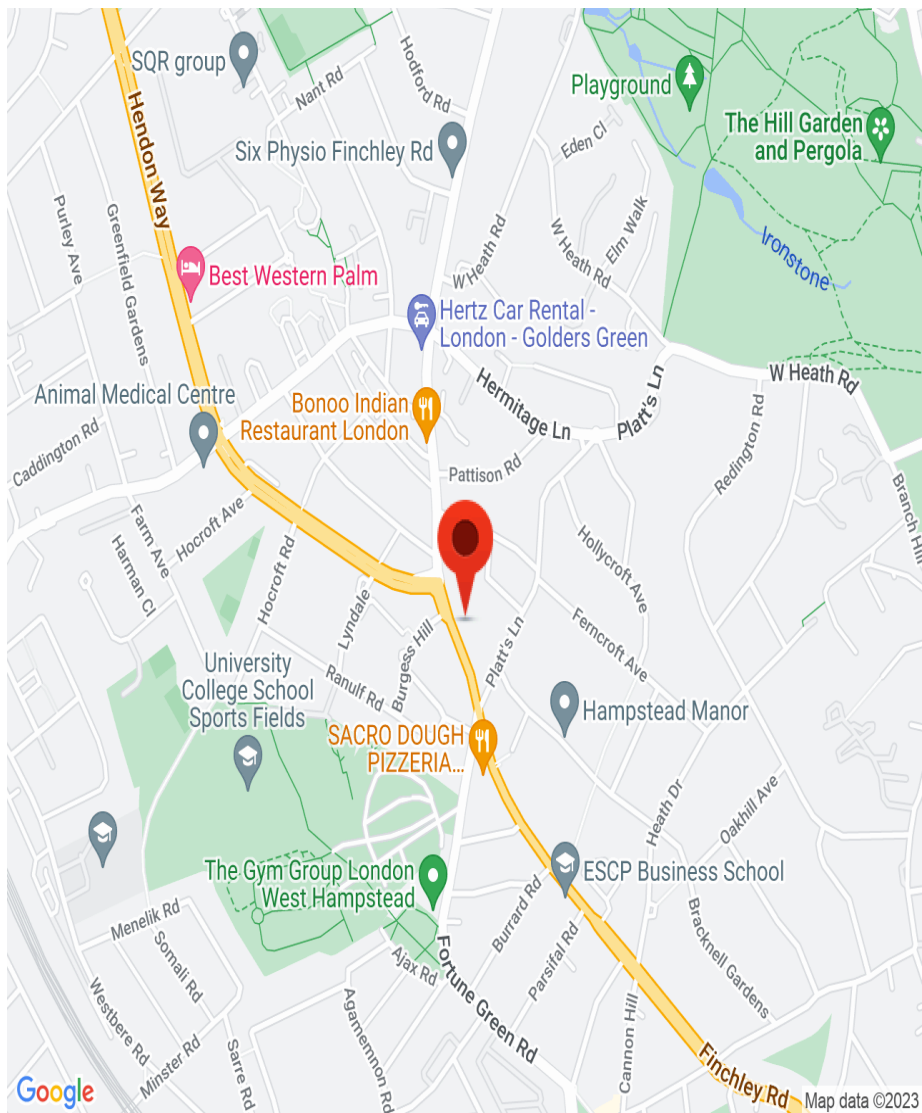 SQR group
Nant Rd
Hodford Rd
Playground
The Hill Garden
and Pergola
Hendon Way
Six Physio Finchley Rd
Eden Cl
Purley Ave
Greenfield Gardens
W Heath Rd
Elm Walk
W Heath Rd
Ironstone
Best Western Palm
Hertz Car Rental -
London - Golders Green
Animal Medical Centre
Bonoo Indian
Restaurant London
Hermitage Ln
Platt's Ln
W Heath Rd
Caddington Rd
Pattison Rd
Redington Rd
Branch Hill
Farm Ave
Hocroft Ave
Harman Cl
Hocroft Rd
Hollycroft Ave
Lyndale
Burgess Hill
Ferncroft Ave
Platt's Ln
University
College School
Sports Fields
Ranulf Rd
Hampstead Manor
SACRO DOUGH
PIZZERIA...
Heath Dr
Oakhill Ave
The Gym Group London
West Hampstead
ESCP Business School
Menelik Rd
Somali Rd
Burrard Rd
Parsifal Rd
Bracknell Gardens
Ajax Rd
Fortune Green Rd
Westbere Rd
Agamemnon Rd
Cannon Hill
Minster Rd
Sarre Rd
Finchley Rd
Google
Map data ©2023